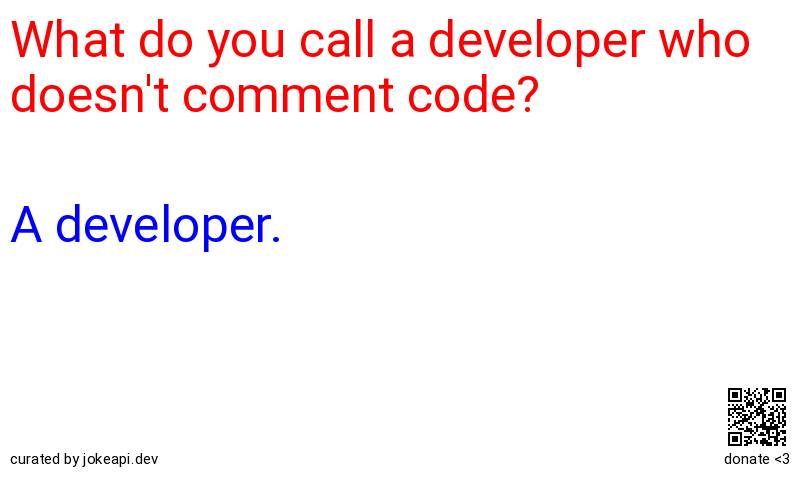 What do you call a developer who
doesn't comment code?
A developer.
curated by jokeapi.dev
donate <3